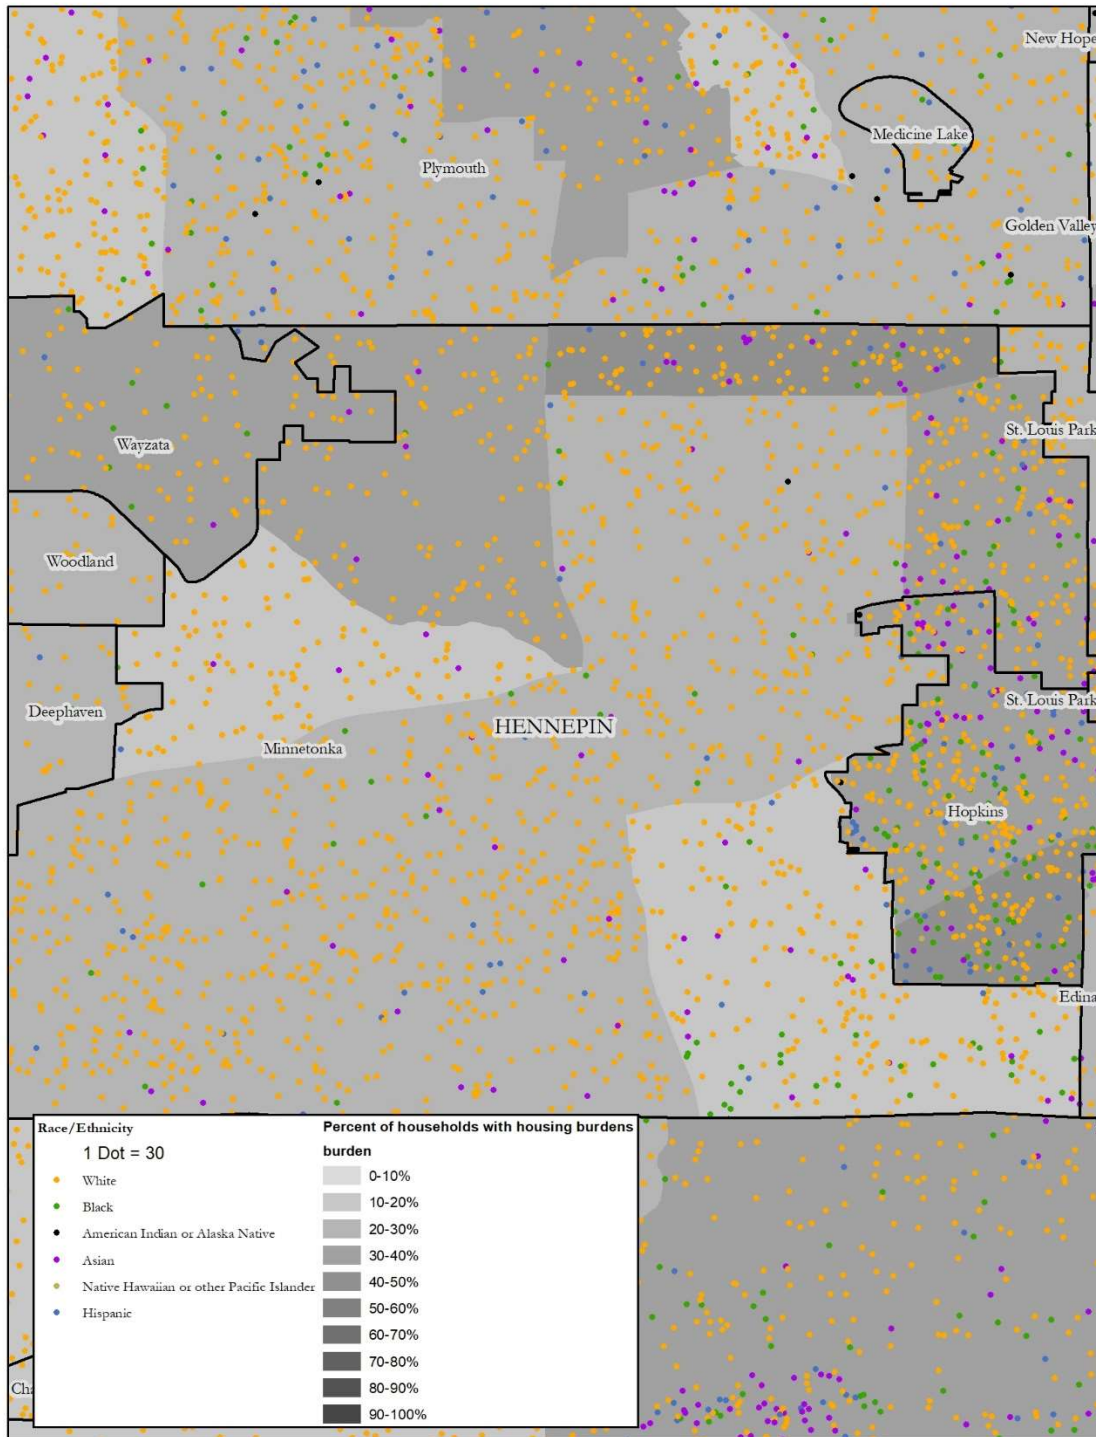 New Hope
Medicine Lake
Plymouth
Golden Valley
St. Louis Park
Wayzata
Woodland
St. Louis Park
Deephaven
HENNEPIN
Minnetonka
Hopkins
Edina
Race/Ethnicity
1 Dot = 30
White
Black
American Indian or Alaska Native
Asian
Native Hawaiian or other Pacific Islander
Hispanic
Percent of households with housing burdens
burden
0-10%
10-20%
20-30%
30-40%
40-50%
50-60%
60-70%
70-80%
80-90%
90-100%
Cha